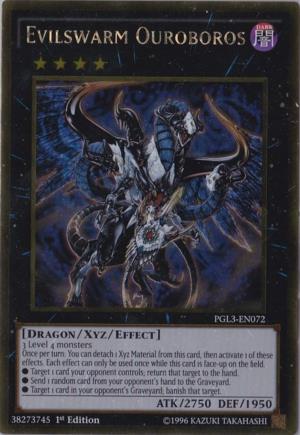 EVILSWARM OUROBOROS
DARK
闇
PGL3-EN072
[DRAGON/XYZ/EFFECT]
3 Level 4 monsters
Once per turn: You can detach 1 Xyz Material from this card, then activate 1 of these
effects. Each effect can only be used once while this card is face-up on the field.
● Target 1 card your opponent controls; return that target to the hand.
● Send 1 random card from your opponent's hand to the Graveyard.
● Target 1 card in your opponent's Graveyard; banish that target.
ATK/2750 DEF/1950
38273745 1st Edition ©1996 KAZUKI TAKAHASHI